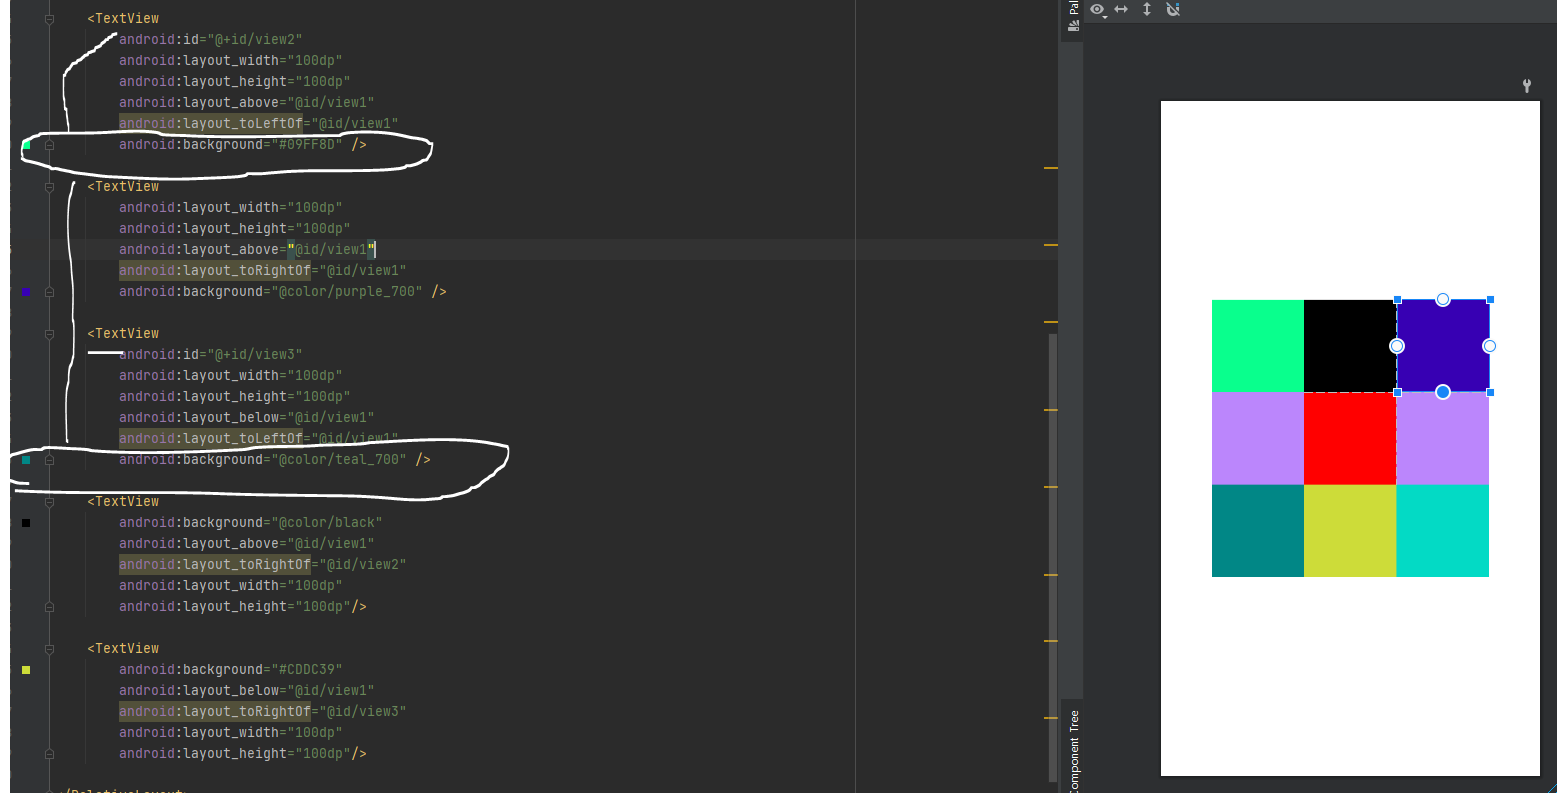 <TextView
android:id="@+id/view2"
android:layout_width="100dp"
android:layout_height="100dp"
android:layout_above="@id/view1"
android:layout_toLeftOf="@id/view1"
android:background="#09FF8D" />
<TextView
android:layout_width="100dp"
android:layout_height="100dp"
android:layout_above="@id/view1"
android:layout_toRightOf="@id/view1"
android:background="@color/purple_700" />
<TextView
android:id="@+id/view3"
android:layout_width="100dp"
android:layout_height="100dp"
android:layout_below="@id/view1"
android:layout_toLeftOf="@id/view1"
android:background="@color/teal_700" />
<TextView
android:background="@color/black"
android:layout_above="@id/view1"
android:layout_toRightOf="@id/view2"
android:layout_width="100dp"
android:layout_height="100dp"/>
<TextView
android:background="#CDDC39"
android:layout_below="@id/view1"
android:layout_toRightOf="@id/view3"
android:layout_width="100dp"
android:layout_height="100dp"/>
</RelativeLayout>
Pal
Component Tree